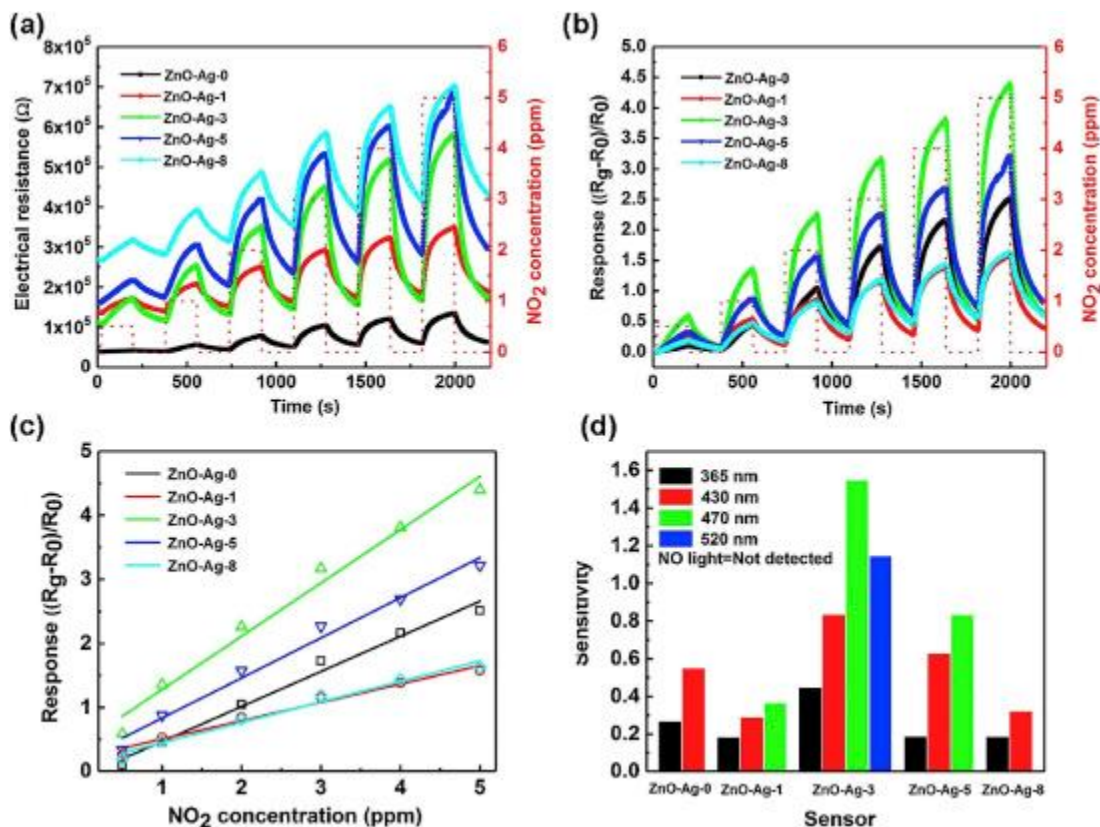 (a)
8x10⁵
7x10⁵
6x10⁵
5x10⁵
4x10⁵
3x10⁵
2x10⁵
1x10⁵
0
Electrical resistance (Ω)
ZnO-Ag-0
ZnO-Ag-1
ZnO-Ag-3
ZnO-Ag-5
ZnO-Ag-8
6
5
4
3
2
1
0
NO₂ concentration (ppm)
0 500 1000 1500 2000
Time (s)
(b)
5.0
4.5
4.0
3.5
3.0
2.5
2.0
1.5
1.0
0.5
0.0
Response ((Rg-R₀)/R₀)
ZnO-Ag-0
ZnO-Ag-1
ZnO-Ag-3
ZnO-Ag-5
ZnO-Ag-8
6
5
4
3
2
1
0
NO₂ concentration (ppm)
0 500 1000 1500 2000
Time (s)
(c)
5
4
3
2
1
0
Response ((Rg-R₀)/R₀)
ZnO-Ag-0
ZnO-Ag-1
ZnO-Ag-3
ZnO-Ag-5
ZnO-Ag-8
1 2 3 4 5
NO₂ concentration (ppm)
(d)
1.6
1.4
1.2
1.0
0.8
0.6
0.4
0.2
0.0
Sensitivity
365 nm
430 nm
470 nm
520 nm
NO light=Not detected
ZnO-Ag-0 ZnO-Ag-1 ZnO-Ag-3 ZnO-Ag-5 ZnO-Ag-8
Sensor